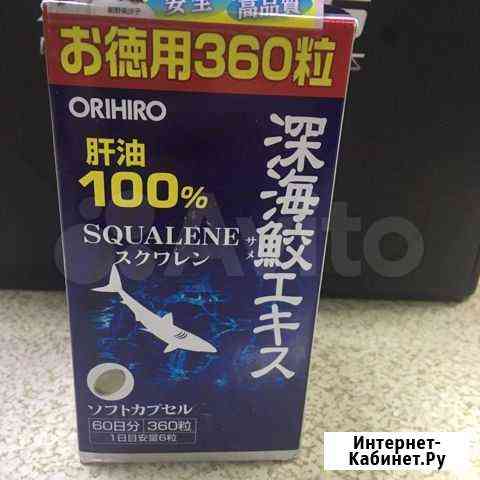 安全 高品質
お徳用360粒
ORIHIRO
深海鮫エキス
サメ
肝油
100%
SQUALENE
スクワレン
ソフトカプセル
60日分 360粒
1日目安量6粒
Avito
Интернет-
Кабинет.Ру